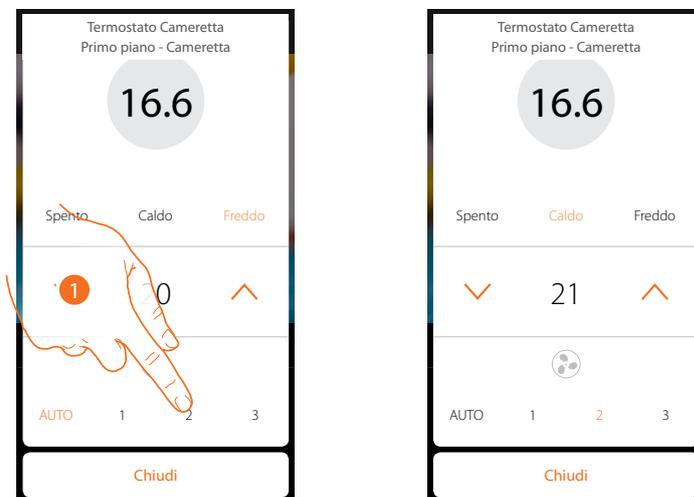 Termostato Cameretta
Primo piano - Cameretta
16.6
Spento Caldo Freddo
1 20
AUTO 1 2 3
Chiudi
Termostato Cameretta
Primo piano - Cameretta
16.6
Spento Caldo Freddo
21
AUTO 1 2 3
Chiudi